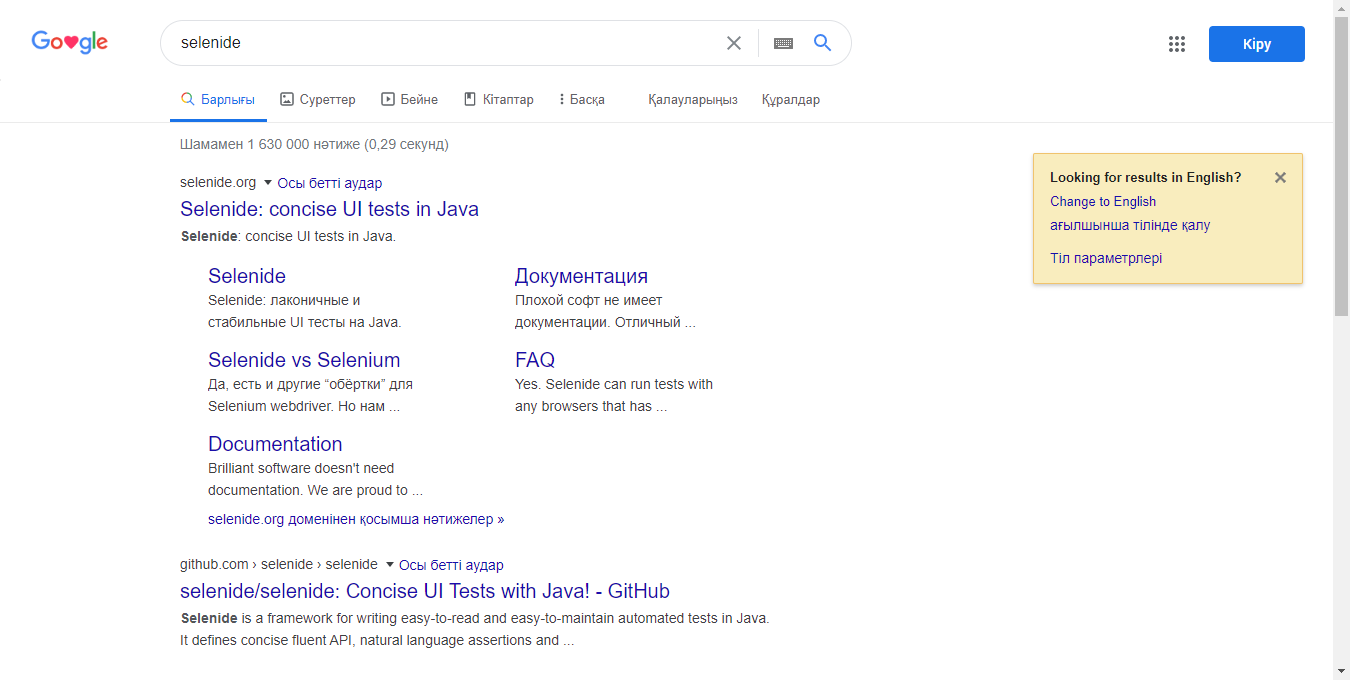 Google
selenide
Кіру
Барлығы Суреттер Бейне Кітаптар Басқа Қалауларыңыз Құралдар
Шамамен 1 630 000 нәтиже (0,29 секунд)
selenide.org Осы бетті аудар
Selenide: concise UI tests in Java
Selenide: concise UI tests in Java.
Selenide
Selenide: лаконичные и
стабильные UI тесты на Java.
Документация
Плохой софт не имеет
документации. Отличный ...
Selenide vs Selenium
Да, есть и другие “обёртки” для
Selenium webdriver. Но нам ...
FAQ
Yes. Selenide can run tests with
any browsers that has ...
Documentation
Brilliant software doesn't need
documentation. We are proud to ...
selenide.org доменінен қосымша нәтижелер »
github.com › selenide › selenide Осы бетті аудар
selenide/selenide: Concise UI Tests with Java! - GitHub
Selenide is a framework for writing easy-to-read and easy-to-maintain automated tests in Java.
It defines concise fluent API, natural language assertions and ...
Looking for results in English?
Change to English
ағылшынша тілінде қалу
Тіл параметрлері